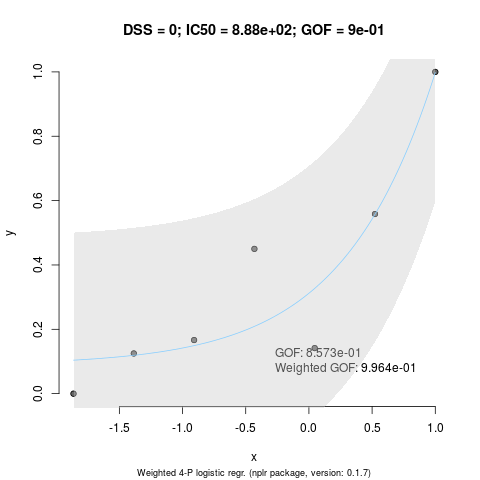 DSS = 0; IC50 = 8.88e+02; GOF = 9e-01
y
1.0
0.8
0.6
0.4
0.2
0.0
GOF: 8.573e-01
Weighted GOF: 9.964e-01
-1.5 -1.0 -0.5 0.0 0.5 1.0
x
Weighted 4-P logistic regr. (nplr package, version: 0.1.7)